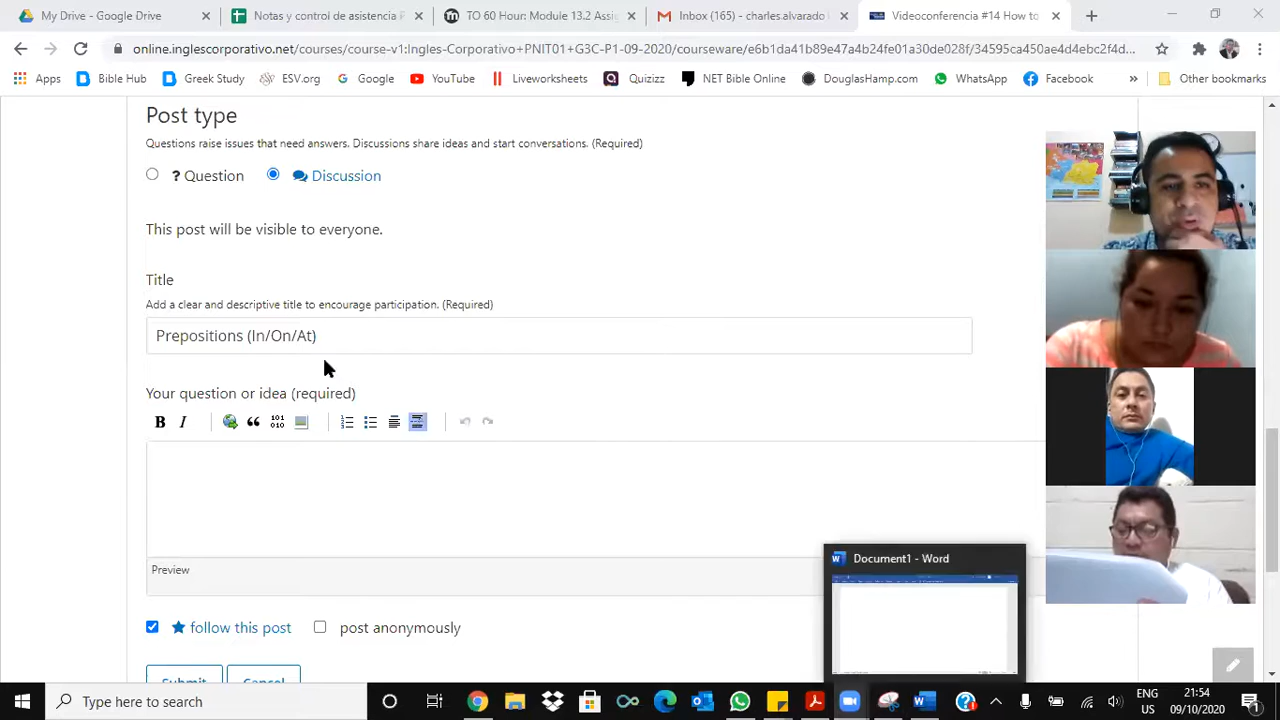 My Drive - Google Drive
Notas y control de asistencia
TO 60 Hour: Module 13.2 Assig
Inbox (165) - charles.alvarado
Videoconferencia #14 How to
online.inglescorporativo.net/courses/course-v1:Ingles-Corporativo+PNIT01+G3C-P1-09-2020/courseware/e6b1da41b89e47a4b24fe01a30de028f/34595ca450ae4d4ebc2f4d...
Apps
Bible Hub
Greek Study
ESV.org
Google
YouTube
Liveworksheets
Quizizz
NET Bible Online
DouglasHamp.com
WhatsApp
Facebook
»
Other bookmarks
Post type
Questions raise issues that need answers. Discussions share ideas and start conversations. (Required)
? Question
Discussion
This post will be visible to everyone.
Title
Add a clear and descriptive title to encourage participation. (Required)
Prepositions (In/On/At)
Your question or idea (required)
B I
Preview
Document1 - Word
follow this post
post anonymously
Submit
Cancel
Type here to search
ENG
US
21:54
09/10/2020